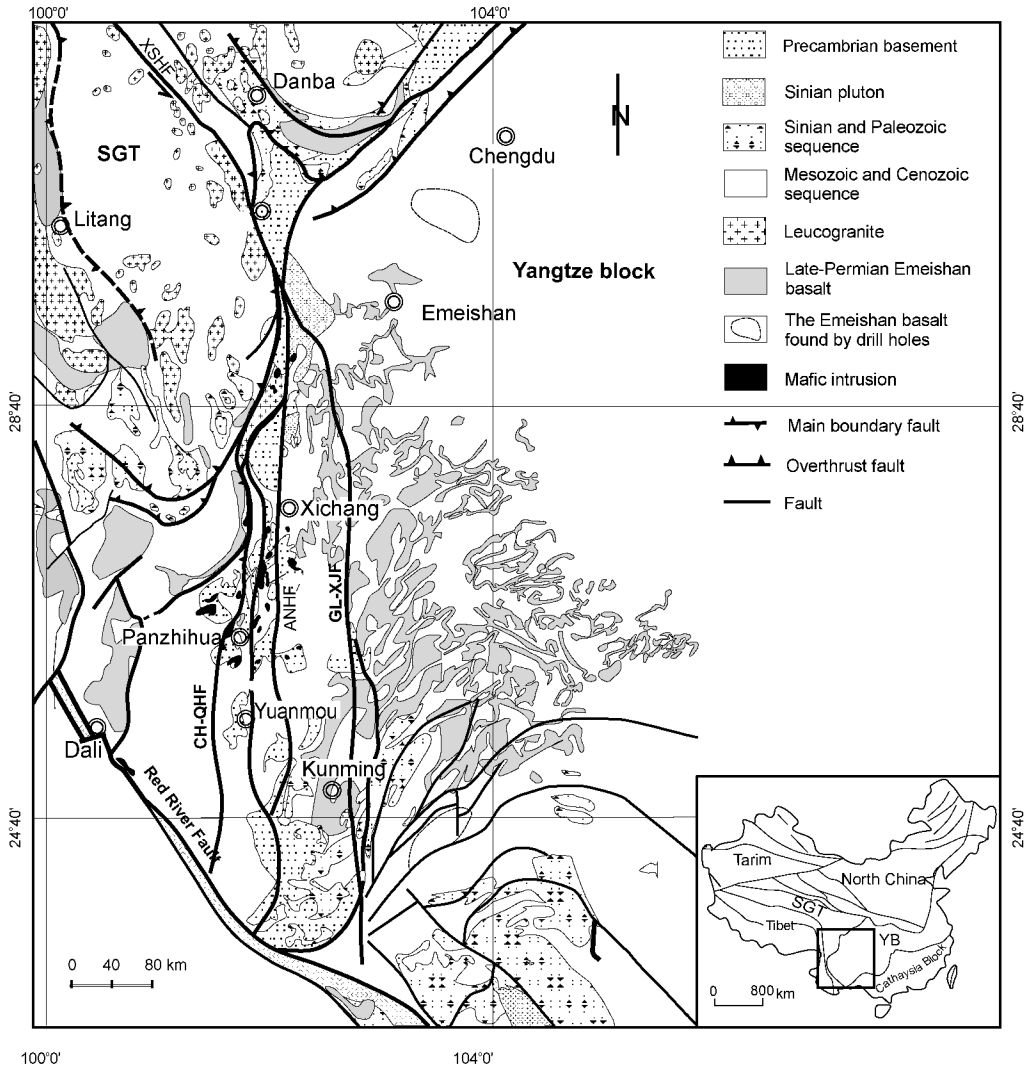 100°0'
104°0'
XSHF
Danba
SGT
Chengdu
N
Litang
Yangtze block
Emeishan
28°40'
28°40'
Xichang
ANHF
GL-XJF
Panzhihua
CH-QHF
Yuanmou
Dali
Kunming
Red River Fault
24°40'
24°40'
0 40 80 km
100°0'
104°0'
Precambrian basement
Sinian pluton
Sinian and Paleozoic
sequence
Mesozoic and Cenozoic
sequence
Leucogranite
Late-Permian Emeishan
basalt
The Emeishan basalt
found by drill holes
Mafic intrusion
Main boundary fault
Overthrust fault
Fault
Tarim
North China
SGT
Tibet
YB
Cathaysia Block
0 800 km